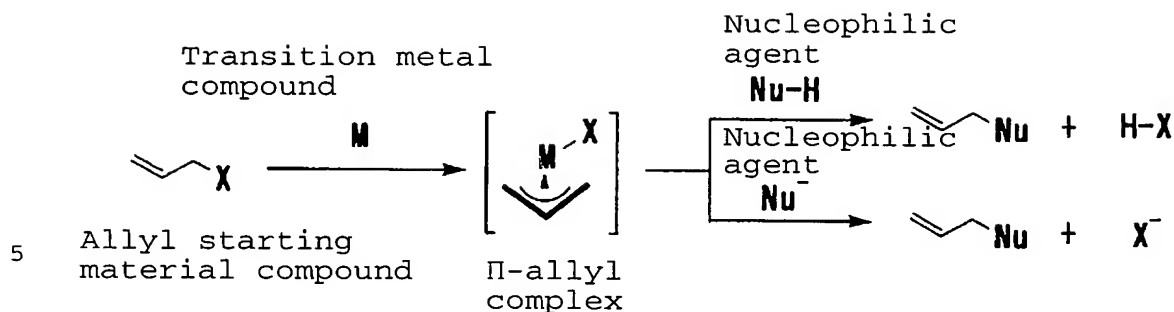 Nucleophilic
agent
Transition metal
compound
Nu-H
M
X
M
Nu + H-X
X
Nucleophilic
agent
Nu⁻
Nu + X⁻
5
Allyl starting
material compound
Π-allyl
complex